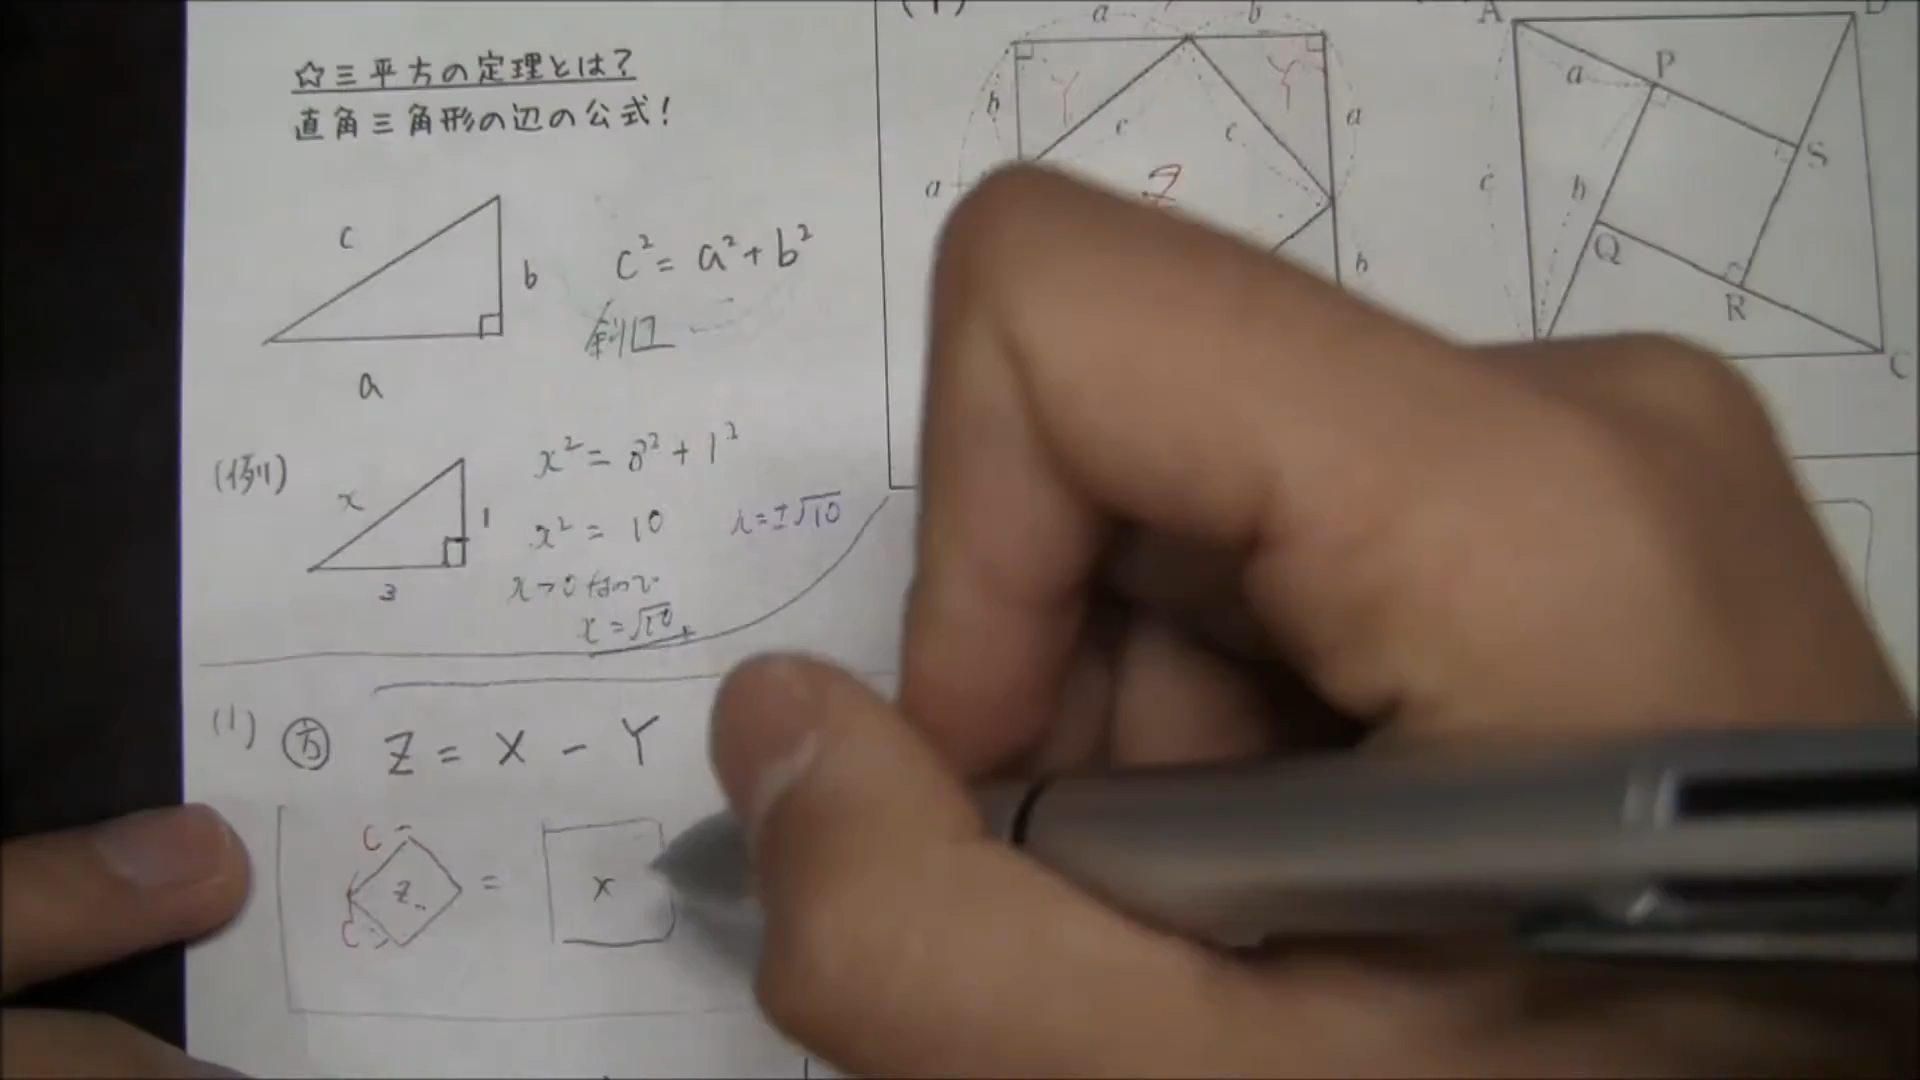 ☆三平方の定理とは?
直角三角形の辺の公式!
c
b
a
c² = a² + b²
斜辺
(例)
x
1
3
x² = 3² + 1²
x² = 10
x = ±√10
x > 0 なので
x = √10
(1) 方 Z = X - Y
C
Z
C
=
X
a
b
b
Y
Y
c
c
a
a
Z
b
A
D
P
a
S
c
b
Q
R
C